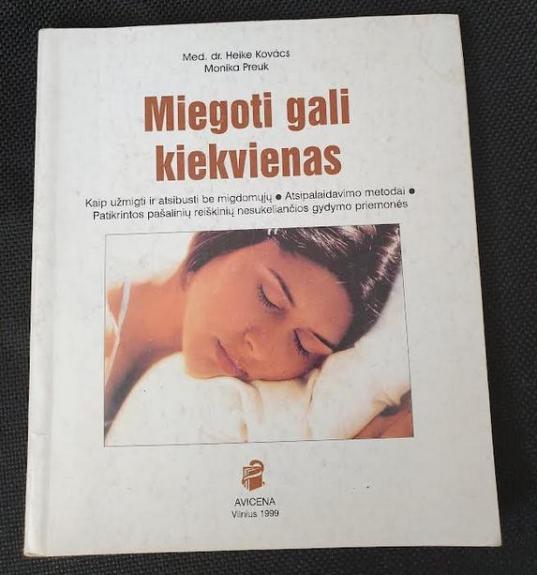 Med. dr. Heike Kovács
Monika Preuk
Miegoti gali
kiekvienas
Kaip užmigti ir atsibusti be migdomųjų ● Atsipalaidavimo metodai ●
Patikrintos pašalinių reiškinių nesukeliančios gydymo priemonės
AVICENA
Vilnius 1999